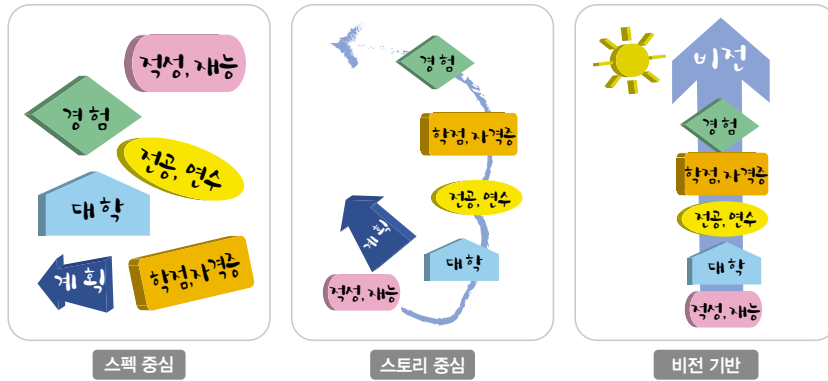 적성, 재능
경험
전공, 연수
대학
계획
학점,자격증
스펙 중심
경험
학점, 자격증
전공, 연수
계획
대학
적성, 재능
스토리 중심
비전
경험
학점, 자격증
전공, 연수
대학
적성, 재능
비전 기반